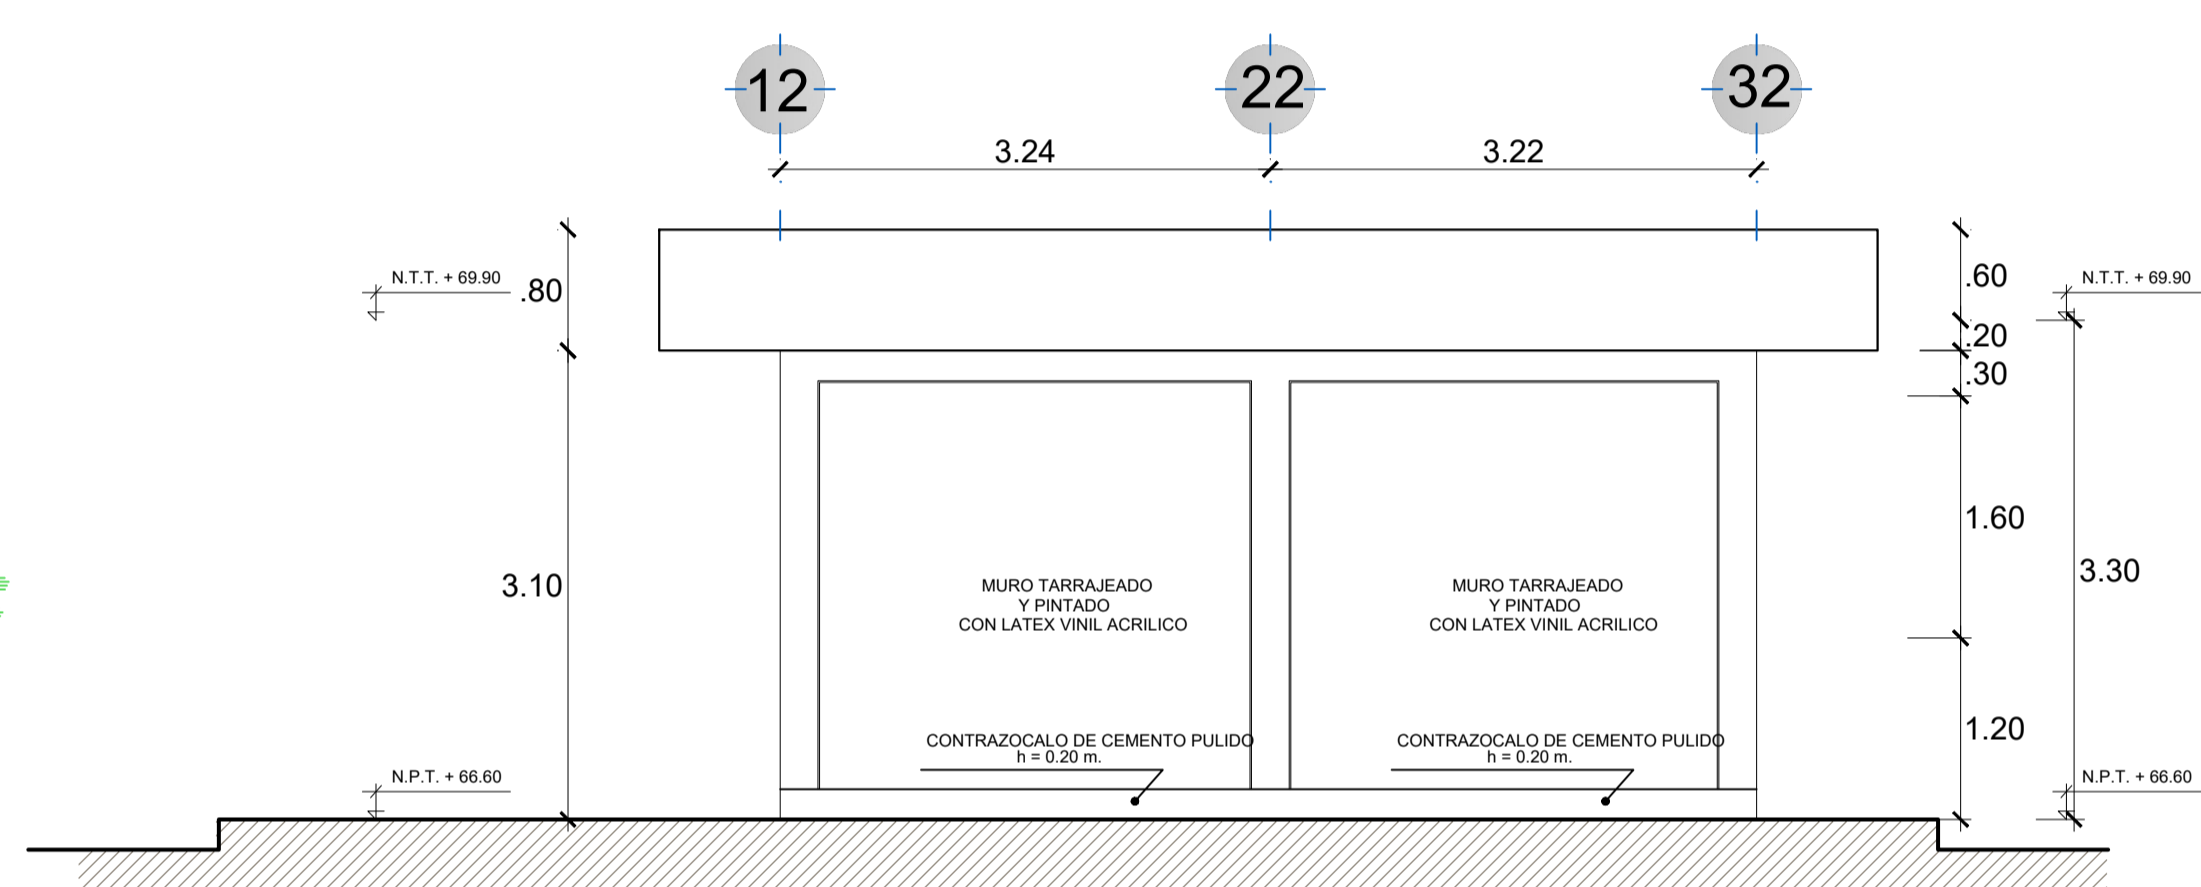 12 22 32
3.24 3.22
N.T.T. + 69.90 .80 .60 N.T.T. + 69.90
.20
.30
1.60
3.10 3.30
MURO TARRAJEADO
Y PINTADO
CON LATEX VINIL ACRILICO
MURO TARRAJEADO
Y PINTADO
CON LATEX VINIL ACRILICO
1.20
CONTRAZOCALO DE CEMENTO PULIDO
h = 0.20 m.
CONTRAZOCALO DE CEMENTO PULIDO
h = 0.20 m.
N.P.T. + 66.60 N.P.T. + 66.60